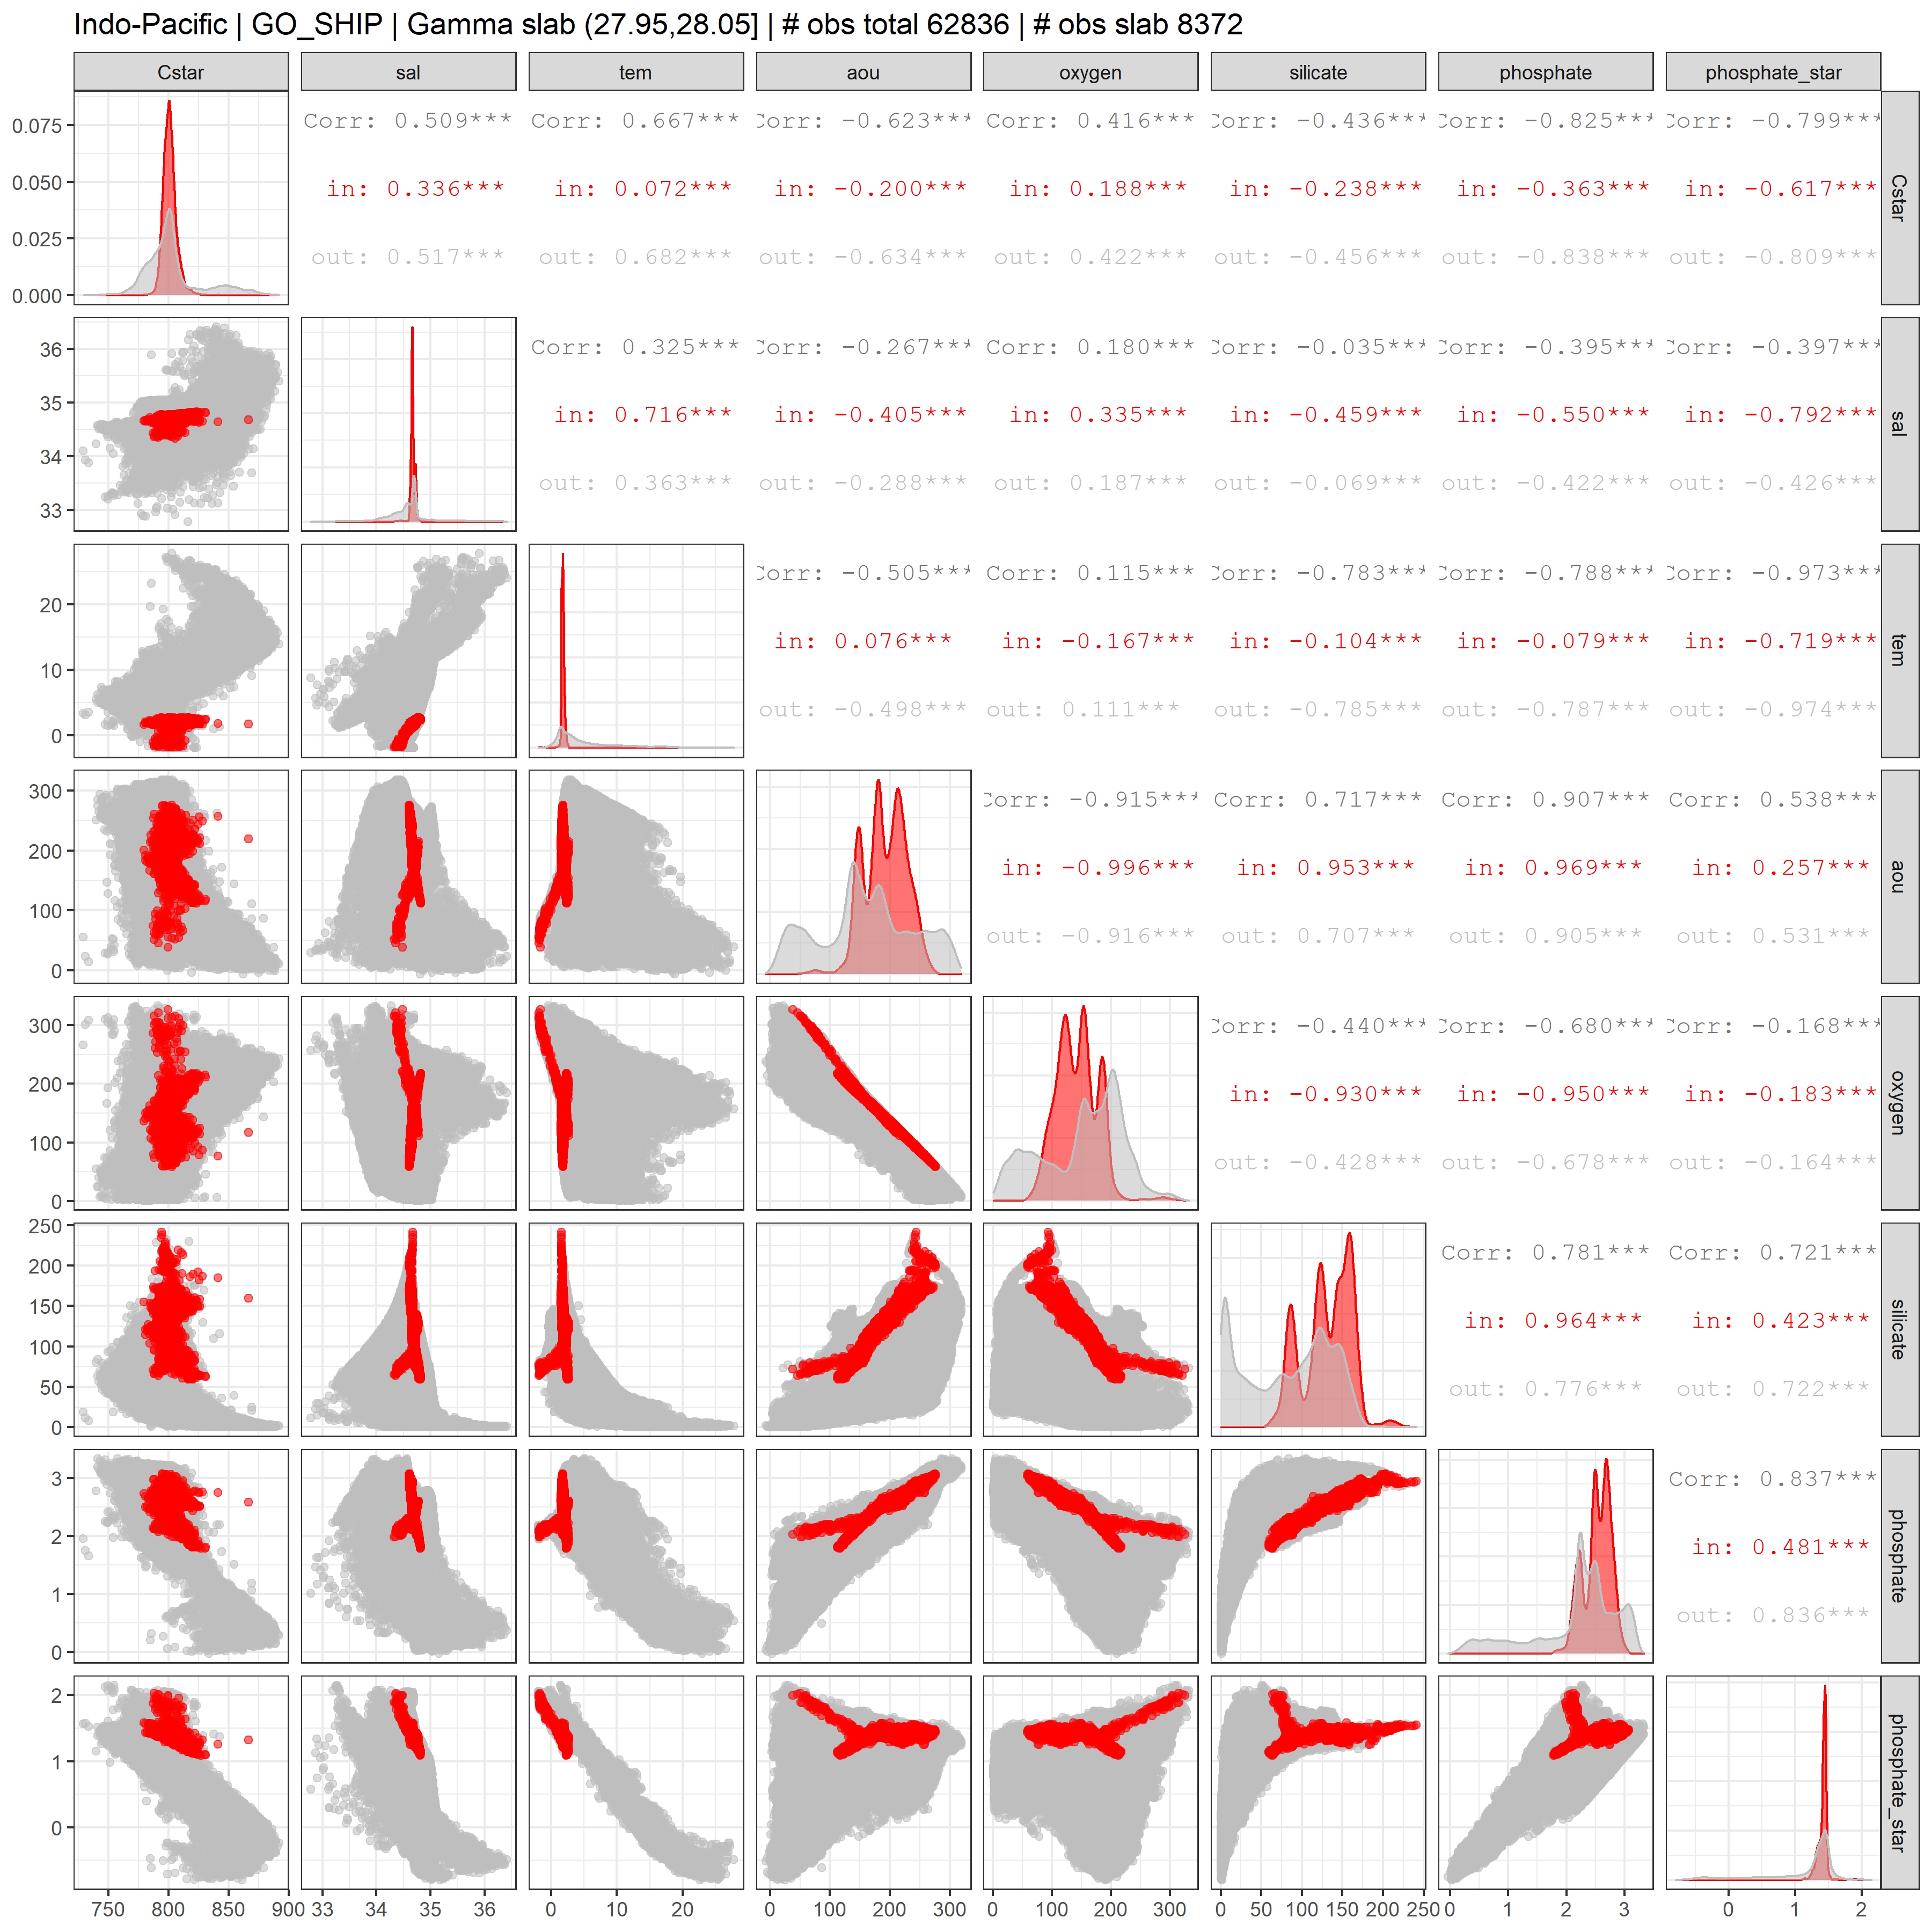 Indo-Pacific | GO_SHIP | Gamma slab (27.95,28.05] | # obs total 62836 | # obs slab 8372
Cstar sal tem aou oxygen silicate phosphate phosphate_star
0.075 0.050 0.025 0.000
Corr: 0.509*** Corr: 0.667*** Corr: -0.623*** Corr: 0.416*** Corr: -0.436*** Corr: -0.825*** Corr: -0.799***
in: 0.336*** in: 0.072*** in: -0.200*** in: 0.188*** in: -0.238*** in: -0.363*** in: -0.617***
out: 0.517*** out: 0.682*** out: -0.634*** out: 0.422*** out: -0.456*** out: -0.838*** out: -0.809***
Cstar
36 35 34 33
Corr: 0.325*** Corr: -0.267*** Corr: 0.180*** Corr: -0.035*** Corr: -0.395*** Corr: -0.397***
in: 0.716*** in: -0.405*** in: 0.335*** in: -0.459*** in: -0.550*** in: -0.792***
out: 0.363*** out: -0.288*** out: 0.187*** out: -0.069*** out: -0.422*** out: -0.426***
sal
20 10 0
Corr: -0.505*** Corr: 0.115*** Corr: -0.783*** Corr: -0.788*** Corr: -0.973***
in: 0.076*** in: -0.167*** in: -0.104*** in: -0.079*** in: -0.719***
out: -0.498*** out: 0.111*** out: -0.785*** out: -0.787*** out: -0.974***
tem
300 200 100 0
Corr: -0.915*** Corr: 0.717*** Corr: 0.907*** Corr: 0.538***
in: -0.996*** in: 0.953*** in: 0.969*** in: 0.257***
out: -0.916*** out: 0.707*** out: 0.905*** out: 0.531***
aou
300 200 100 0
Corr: -0.440*** Corr: -0.680*** Corr: -0.168***
in: -0.930*** in: -0.950*** in: -0.183***
out: -0.428*** out: -0.678*** out: -0.164***
oxygen
250 200 150 100 50 0
Corr: 0.781*** Corr: 0.721***
in: 0.964*** in: 0.423***
out: 0.776*** out: 0.722***
silicate
3 2 1 0
Corr: 0.837***
in: 0.481***
out: 0.836***
phosphate
2 1 0
phosphate_star
750 800 850 900 33 34 35 36 0 10 20 0 100 200 300 0 100 200 300 0 50 100 150 200 250 0 1 2 3 0 1 2